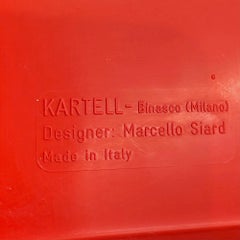 KARTELL - Binasco (Milano)
Designer: Marcello Siard
Made in Italy